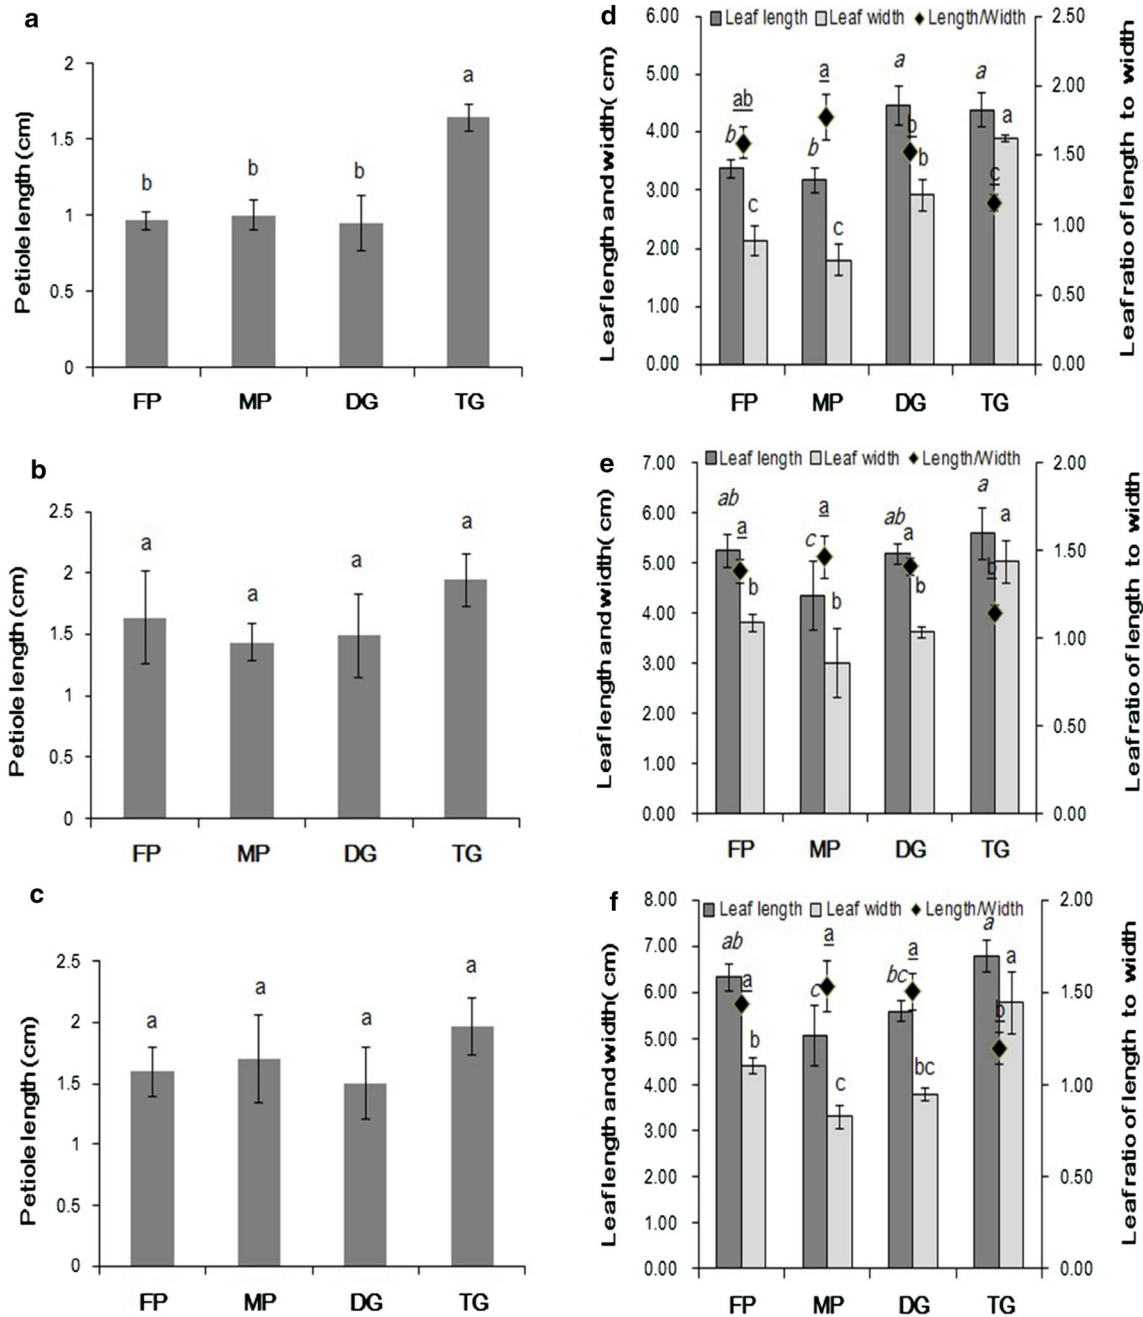 a
2
1.5
1
0.5
0
Petiole length (cm)
b
b
b
a
FP MP DG TG
d
Leaf length Leaf width Length/Width
6.00
5.00
4.00
3.00
2.00
1.00
0.00
Leaf length and width( cm)
2.50
2.00
1.50
1.00
0.50
0.00
Leaf ratio of length to width
ab
b
c
a
b
c
a
b
b
a
a
c
FP MP DG TG
b
2.5
2
1.5
1
0.5
0
Petiole length (cm)
a
a
a
a
FP MP DG TG
e
Leaf length Leaf width Length/Width
7.00
6.00
5.00
4.00
3.00
2.00
1.00
0.00
Leaf length and width( cm)
2.00
1.50
1.00
0.50
0.00
Leaf ratio of length to width
ab
a
b
a
c
b
ab
a
b
a
a
b
FP MP DG TG
c
2.5
2
1.5
1
0.5
0
Petiole length (cm)
a
a
a
a
FP MP DG TG
f
Leaf length Leaf width Length/Width
8.00
7.00
6.00
5.00
4.00
3.00
2.00
1.00
0.00
Leaf length and width( cm)
2.00
1.50
1.00
0.50
0.00
Leaf ratio of length to width
ab
a
b
a
c
c
a
bc
bc
a
a
b
FP MP DG TG